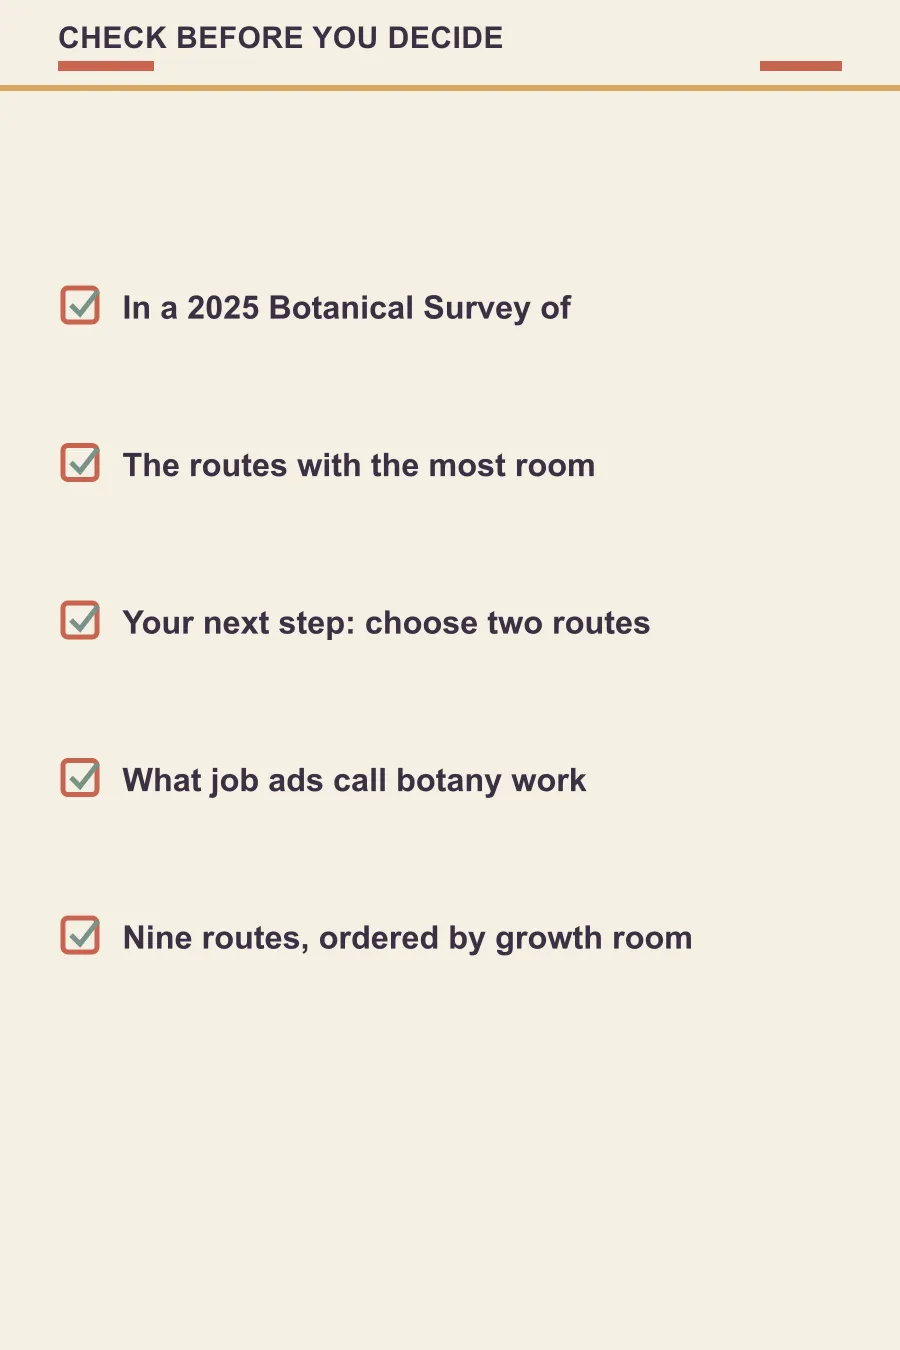 CHECK BEFORE YOU DECIDE
In a 2025 Botanical Survey of
The routes with the most room
Your next step: choose two routes
What job ads call botany work
Nine routes, ordered by growth room